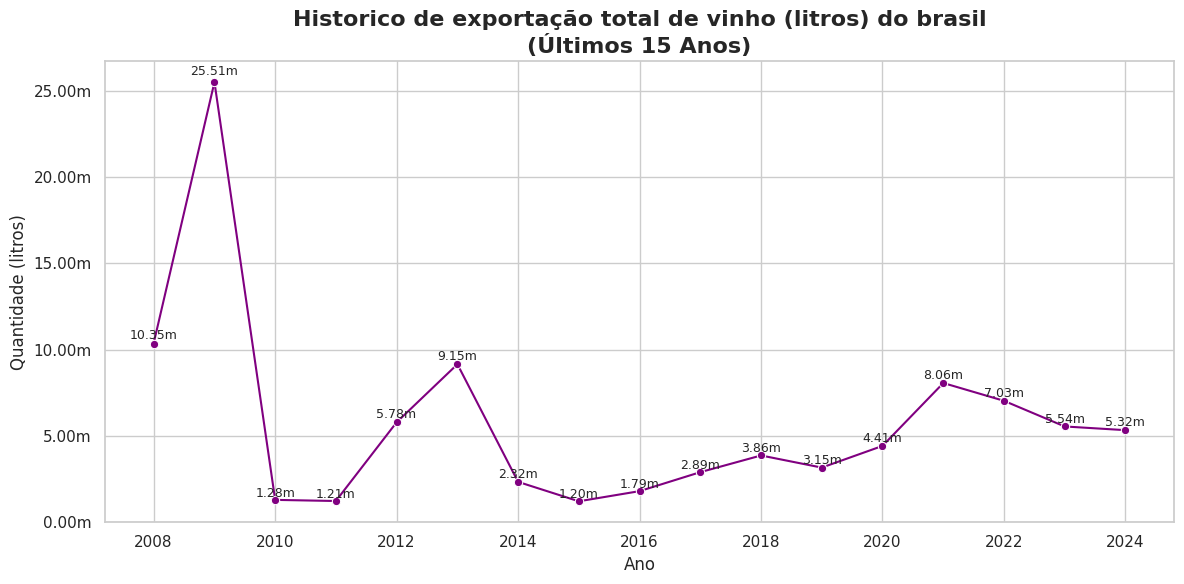 Historico de exportação total de vinho (litros) do brasil
(Últimos 15 Anos)
Quantidade (litros)
25.00m
20.00m
15.00m
10.00m
5.00m
0.00m
10.35m
25.51m
1.28m
1.21m
5.78m
9.15m
2.32m
1.20m
1.79m
2.89m
3.86m
3.15m
4.41m
8.06m
7.03m
5.54m
5.32m
2008 2010 2012 2014 2016 2018 2020 2022 2024
Ano